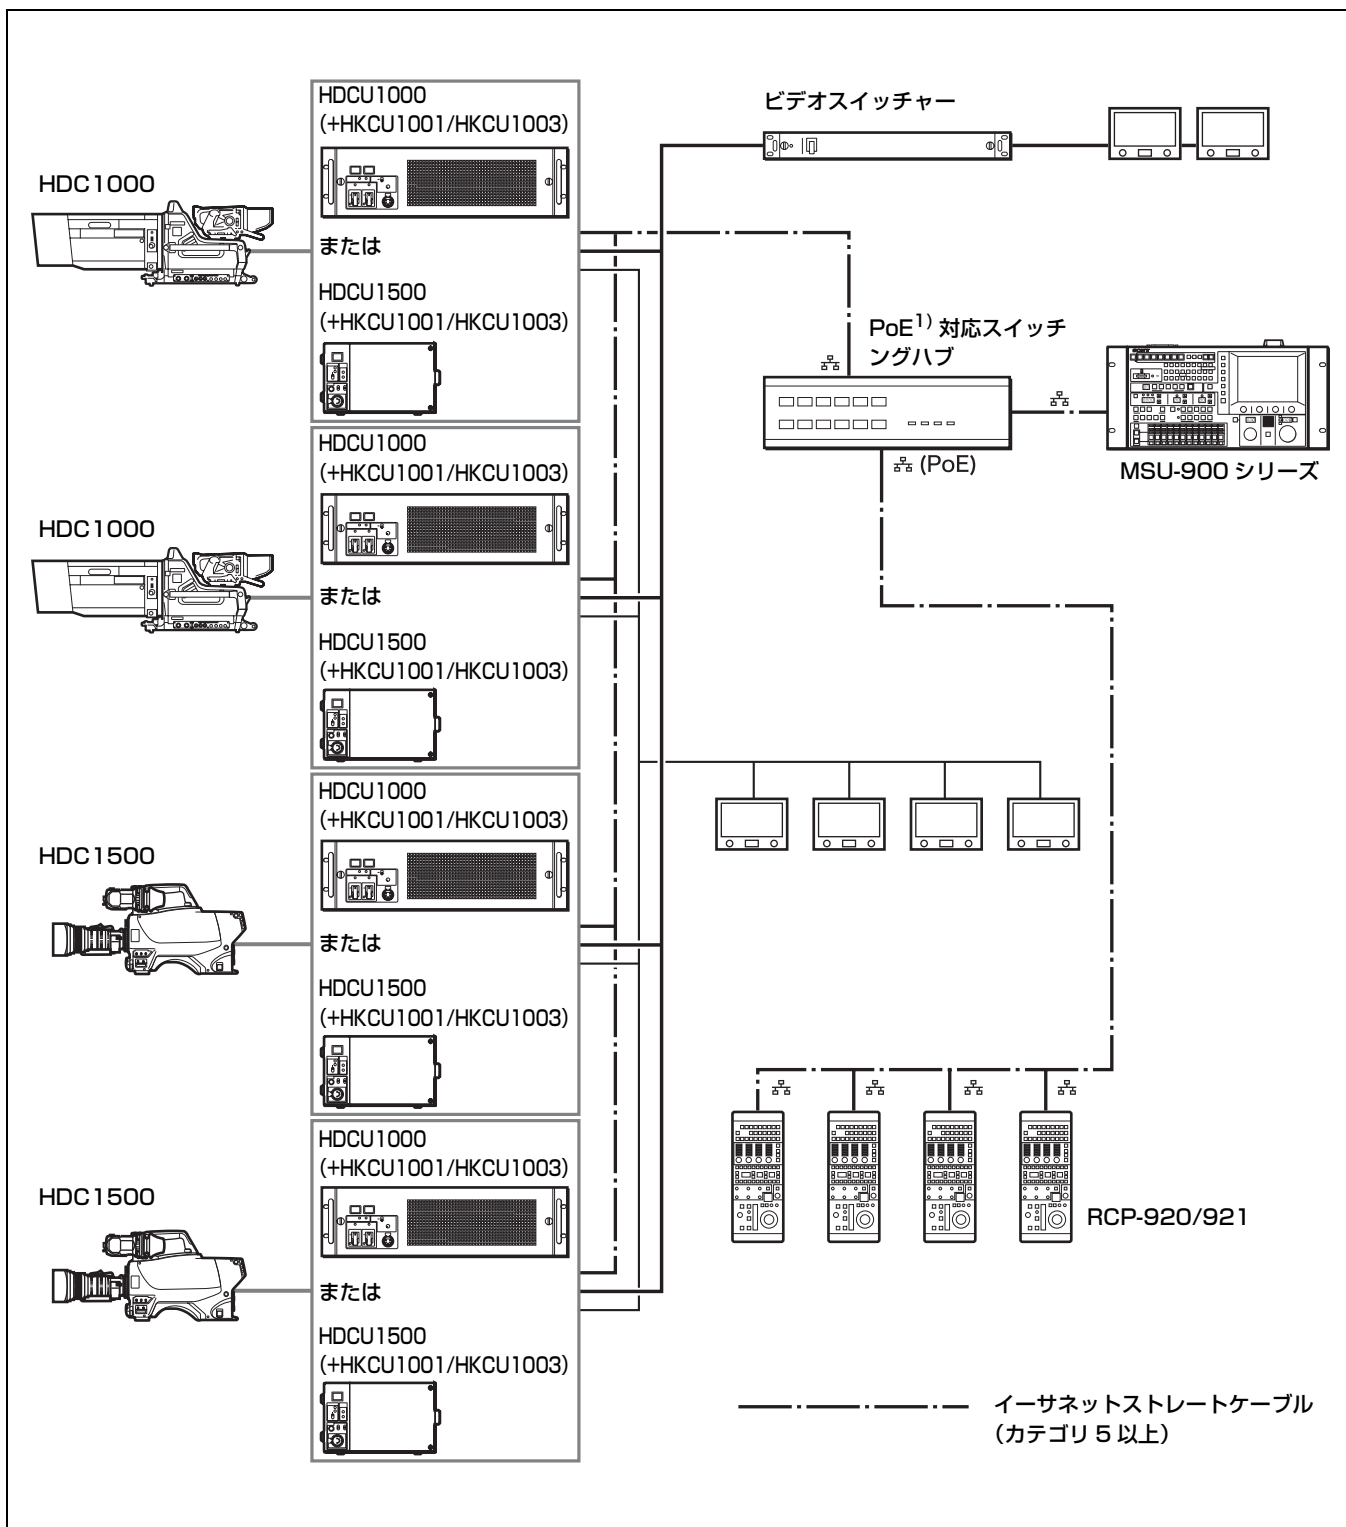 HDCU1000
(+HKCU1001/HKCU1003)
HDC1000
または
HDCU1500
(+HKCU1001/HKCU1003)
ビデオスイッチャー
PoE1) 対応スイッチ
ングハブ
SONY
(PoE)
MSU-900 シリーズ
HDCU1000
(+HKCU1001/HKCU1003)
HDC1000
または
HDCU1500
(+HKCU1001/HKCU1003)
HDCU1000
(+HKCU1001/HKCU1003)
HDC1500
または
HDCU1500
(+HKCU1001/HKCU1003)
HDCU1000
(+HKCU1001/HKCU1003)
HDC1500
または
HDCU1500
(+HKCU1001/HKCU1003)
RCP-920/921
イーサネットストレートケーブル
(カテゴリ 5 以上)